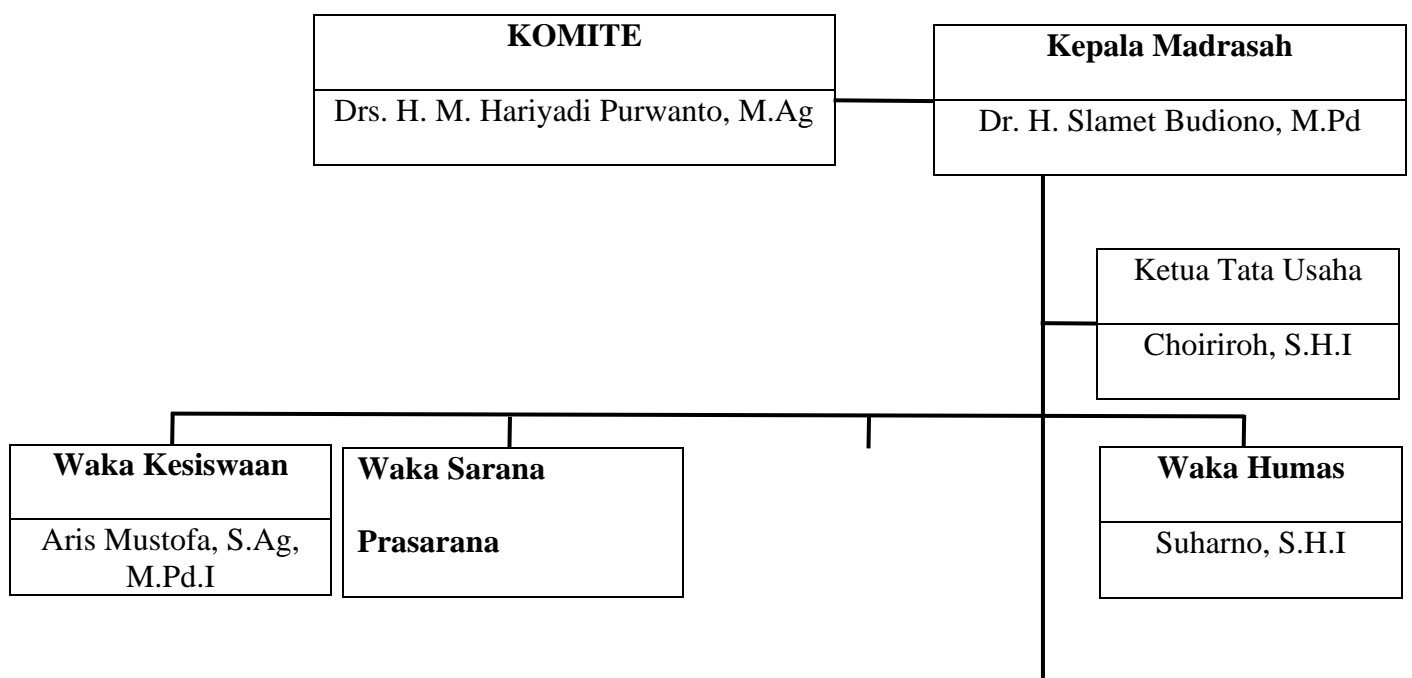 KOMITE
Drs. H. M. Hariyadi Purwanto, M.Ag
Kepala Madrasah
Dr. H. Slamet Budiono, M.Pd
Ketua Tata Usaha
Choiriroh, S.H.I
Waka Kesiswaan
Aris Mustofa, S.Ag,
M.Pd.I
Waka Sarana
Prasarana
Waka Humas
Suharno, S.H.I